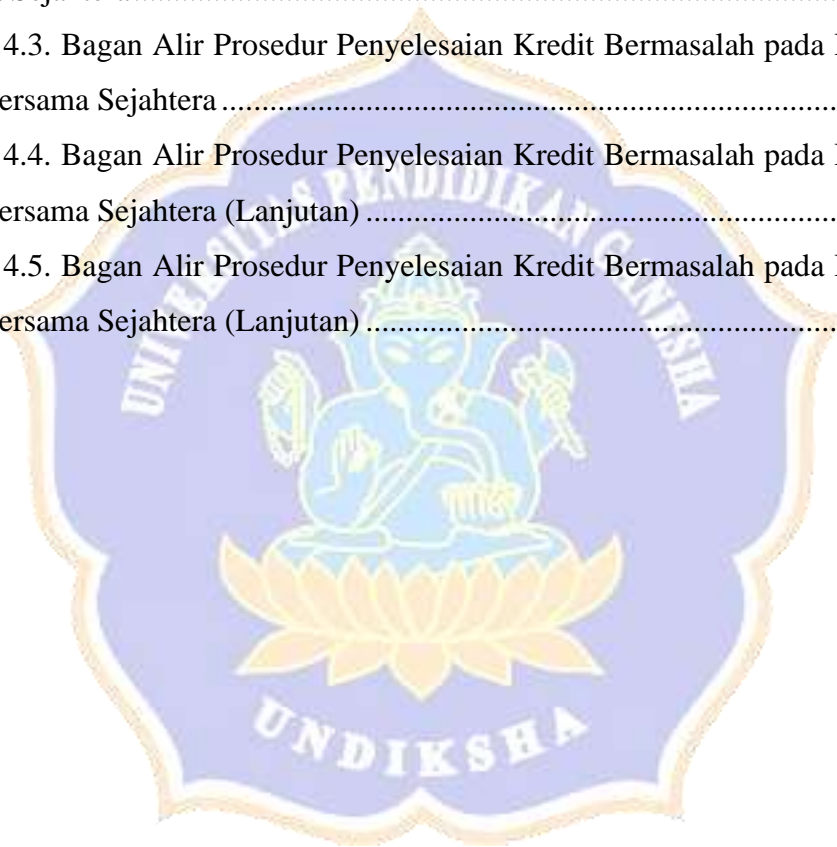 4.3. Bagan Alir Prosedur Penyelesaian Kredit Bermasalah pada
ersama Sejahtera ....................................................................................
4.4. Bagan Alir Prosedur Penyelesaian Kredit Bermasalah pada
ersama Sejahtera (Lanjutan) ................................................................
4.5. Bagan Alir Prosedur Penyelesaian Kredit Bermasalah pada
ersama Sejahtera (Lanjutan) ................................................................
UNIVERSITAS PENDIDIKAN GANESHA
UNDIKSHA